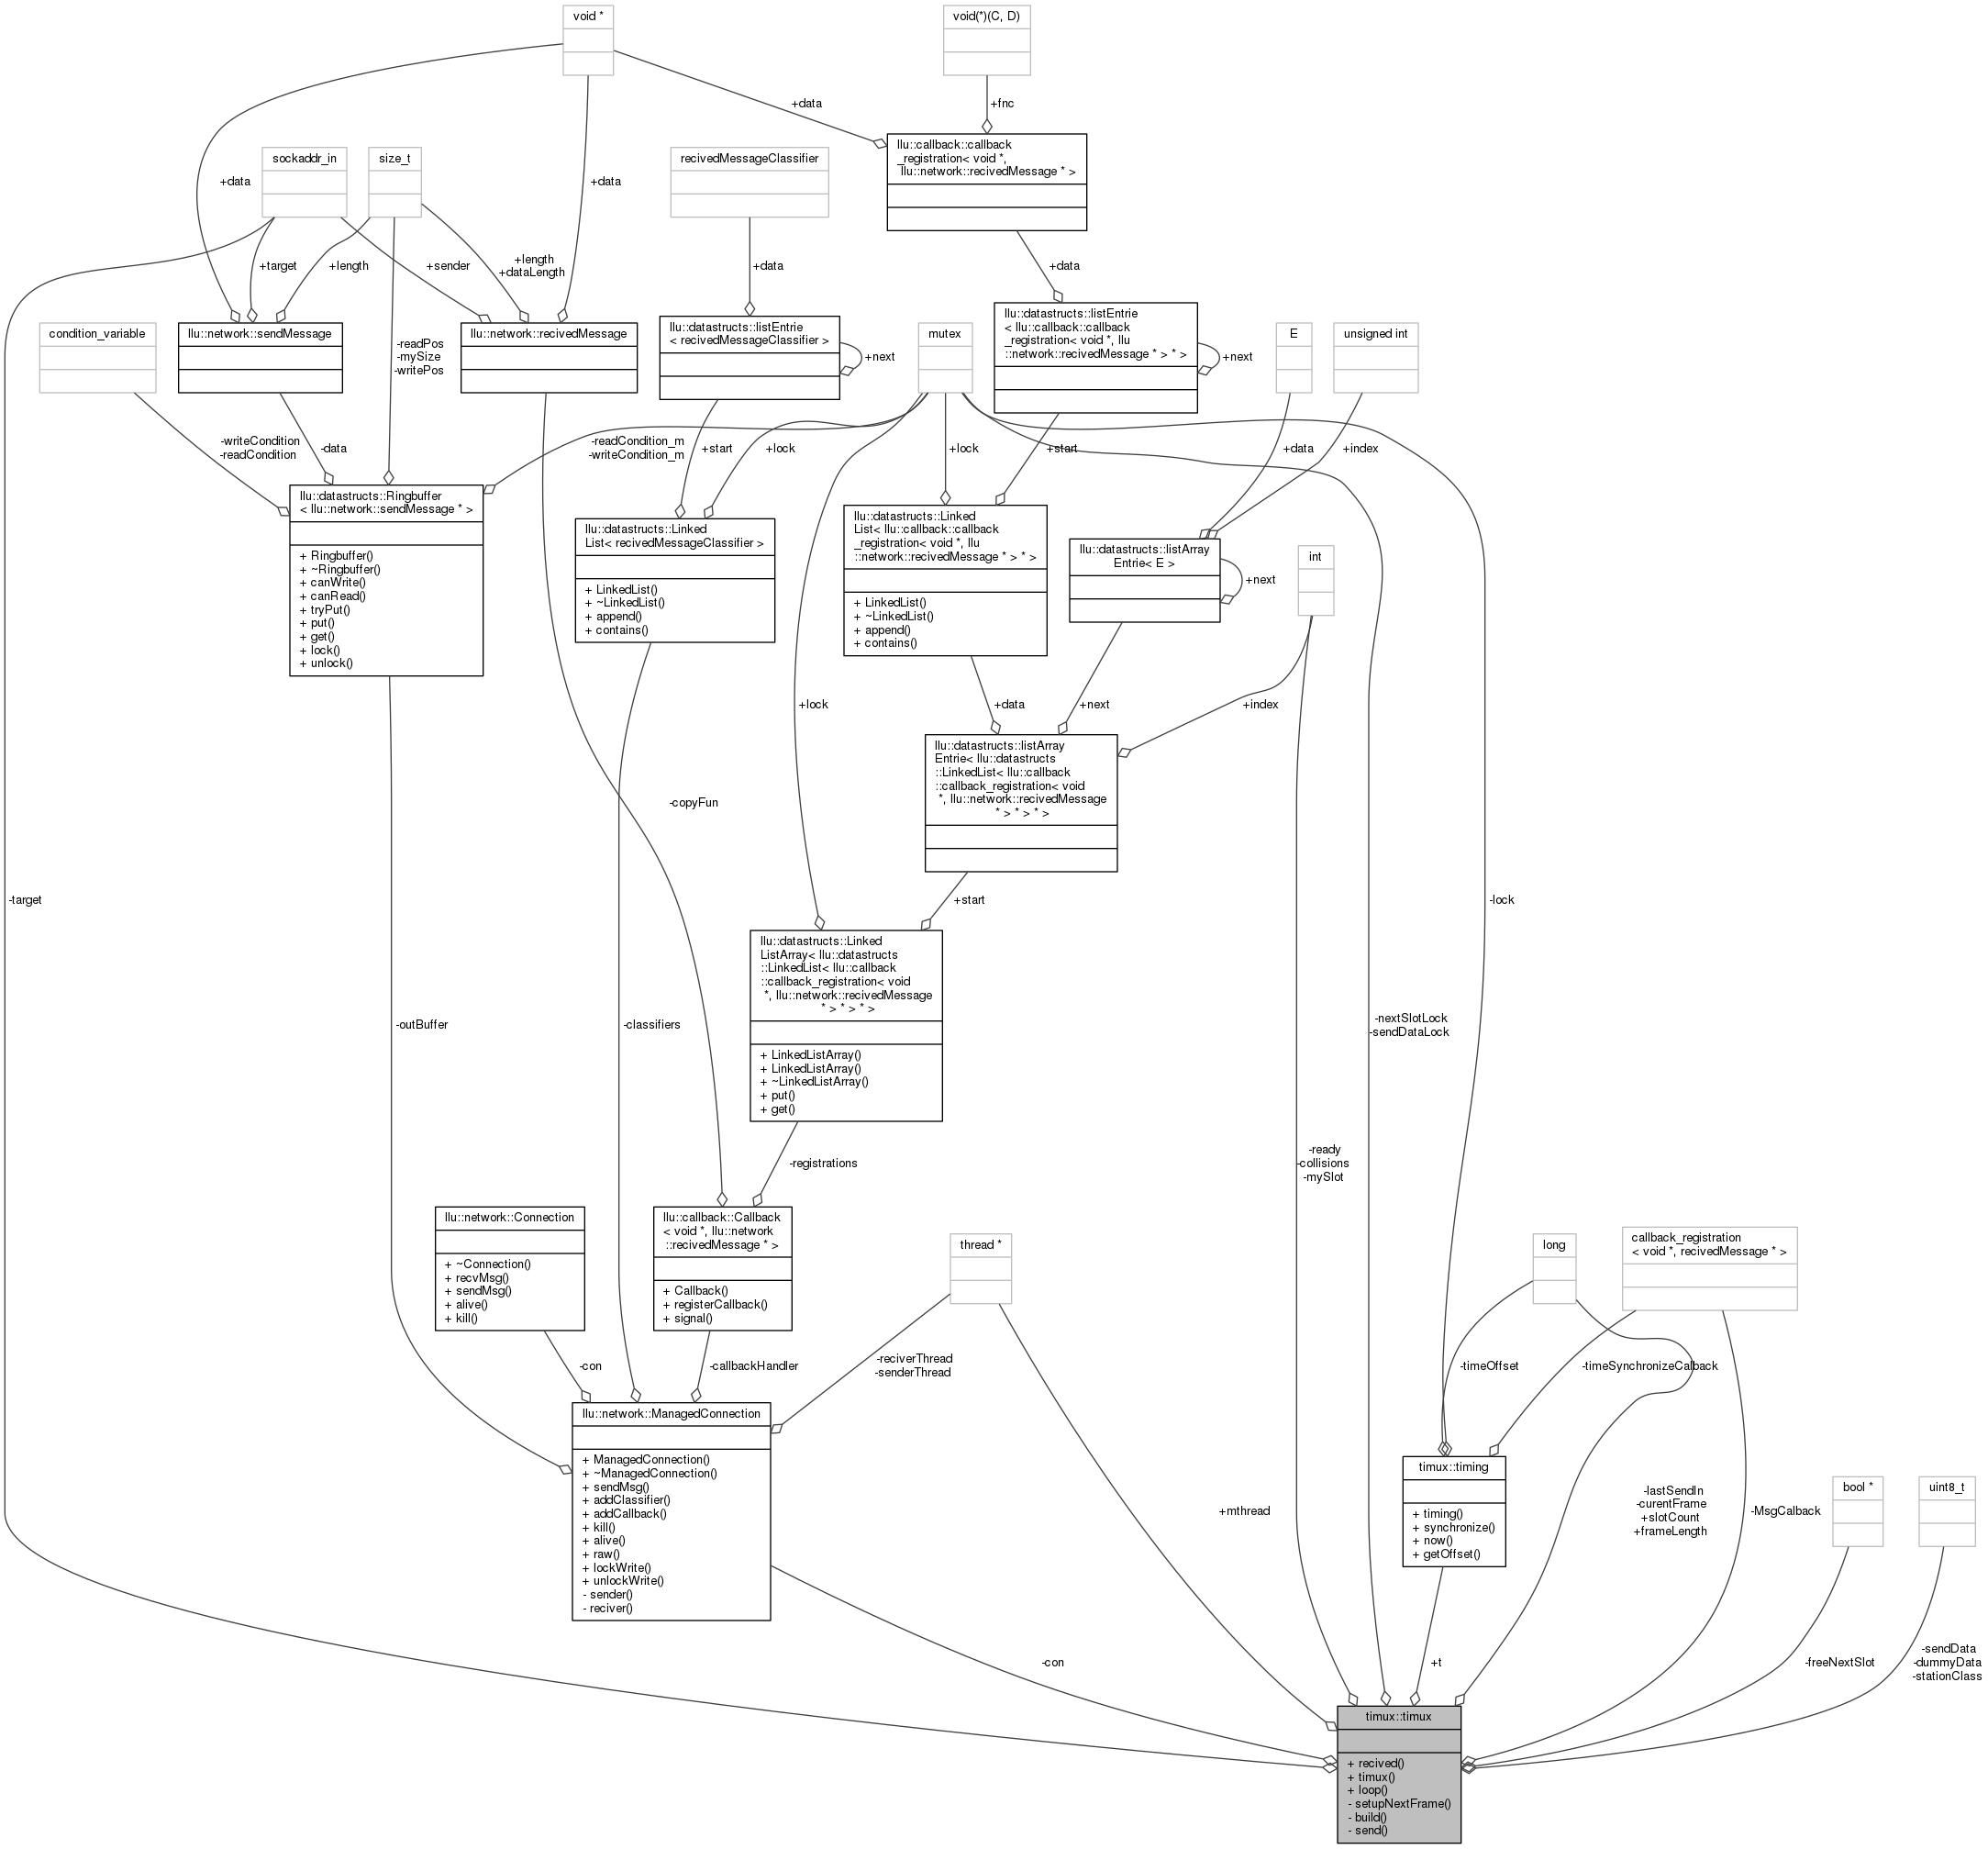 void *
void(*)(C, D)
+data
+fnc
sockaddr_in
size_t
recivedMessageClassifier
llu::callback::callback
_registration< void *,
llu::network::recivedMessage * >
+data
+data
+target
+length
+sender
+length
+dataLength
+data
+data
condition_variable
llu::network::sendMessage
llu::network::recivedMessage
llu::datastructs::listEntrie
< recivedMessageClassifier >
+next
mutex
llu::datastructs::listEntrie
< llu::callback::callback
_registration< void *, llu
::network::recivedMessage * > * >
+next
E
unsigned int
-readPos
-mySize
-writePos
-writeCondition
-readCondition
-data
-readCondition_m
-writeCondition_m
+start
+lock
+lock
+start
+data
+index
llu::datastructs::Ringbuffer
< llu::network::sendMessage * >
+ Ringbuffer()
+ ~Ringbuffer()
+ canWrite()
+ canRead()
+ tryPut()
+ put()
+ get()
+ lock()
+ unlock()
llu::datastructs::Linked
List< recivedMessageClassifier >
+ LinkedList()
+ ~LinkedList()
+ append()
+ contains()
llu::datastructs::Linked
List< llu::callback::callback
_registration< void *, llu
::network::recivedMessage * > * >
+ LinkedList()
+ ~LinkedList()
+ append()
+ contains()
llu::datastructs::listArray
Entrie< E >
+next
int
+lock
+data
+next
+index
-copyFun
llu::datastructs::listArray
Entrie< llu::datastructs
::LinkedList< llu::callback
::callback_registration< void
*, llu::network::recivedMessage
* > * > * >
-target
+start
-lock
llu::datastructs::Linked
ListArray< llu::datastructs
::LinkedList< llu::callback
::callback_registration< void
*, llu::network::recivedMessage
* > * > * >
+ LinkedListArray()
+ LinkedListArray()
+ ~LinkedListArray()
+ put()
+ get()
-outBuffer
-classifiers
-nextSlotLock
-sendDataLock
-registrations
-ready
-collisions
-mySlot
llu::network::Connection
+ ~Connection()
+ recvMsg()
+ sendMsg()
+ alive()
+ kill()
llu::callback::Callback
< void *, llu::network
::recivedMessage * >
+ Callback()
+ registerCallback()
+ signal()
thread *
long
callback_registration
< void *, recivedMessage * >
-con
-callbackHandler
-reciverThread
-senderThread
-timeOffset
-timeSynchronizeCalback
llu::network::ManagedConnection
+ ManagedConnection()
+ ~ManagedConnection()
+ sendMsg()
+ addClassifier()
+ addCallback()
+ kill()
+ alive()
+ raw()
+ lockWrite()
+ unlockWrite()
- sender()
- reciver()
+mthread
timux::timing
+ timing()
+ synchronize()
+ now()
+ getOffset()
-lastSendIn
-curentFrame
+slotCount
+frameLength
-MsgCalback
bool *
uint8_t
-con
+t
-freeNextSlot
-sendData
-dummyData
-stationClass
timux::timux
+ recived()
+ timux()
+ loop()
- setupNextFrame()
- build()
- send()